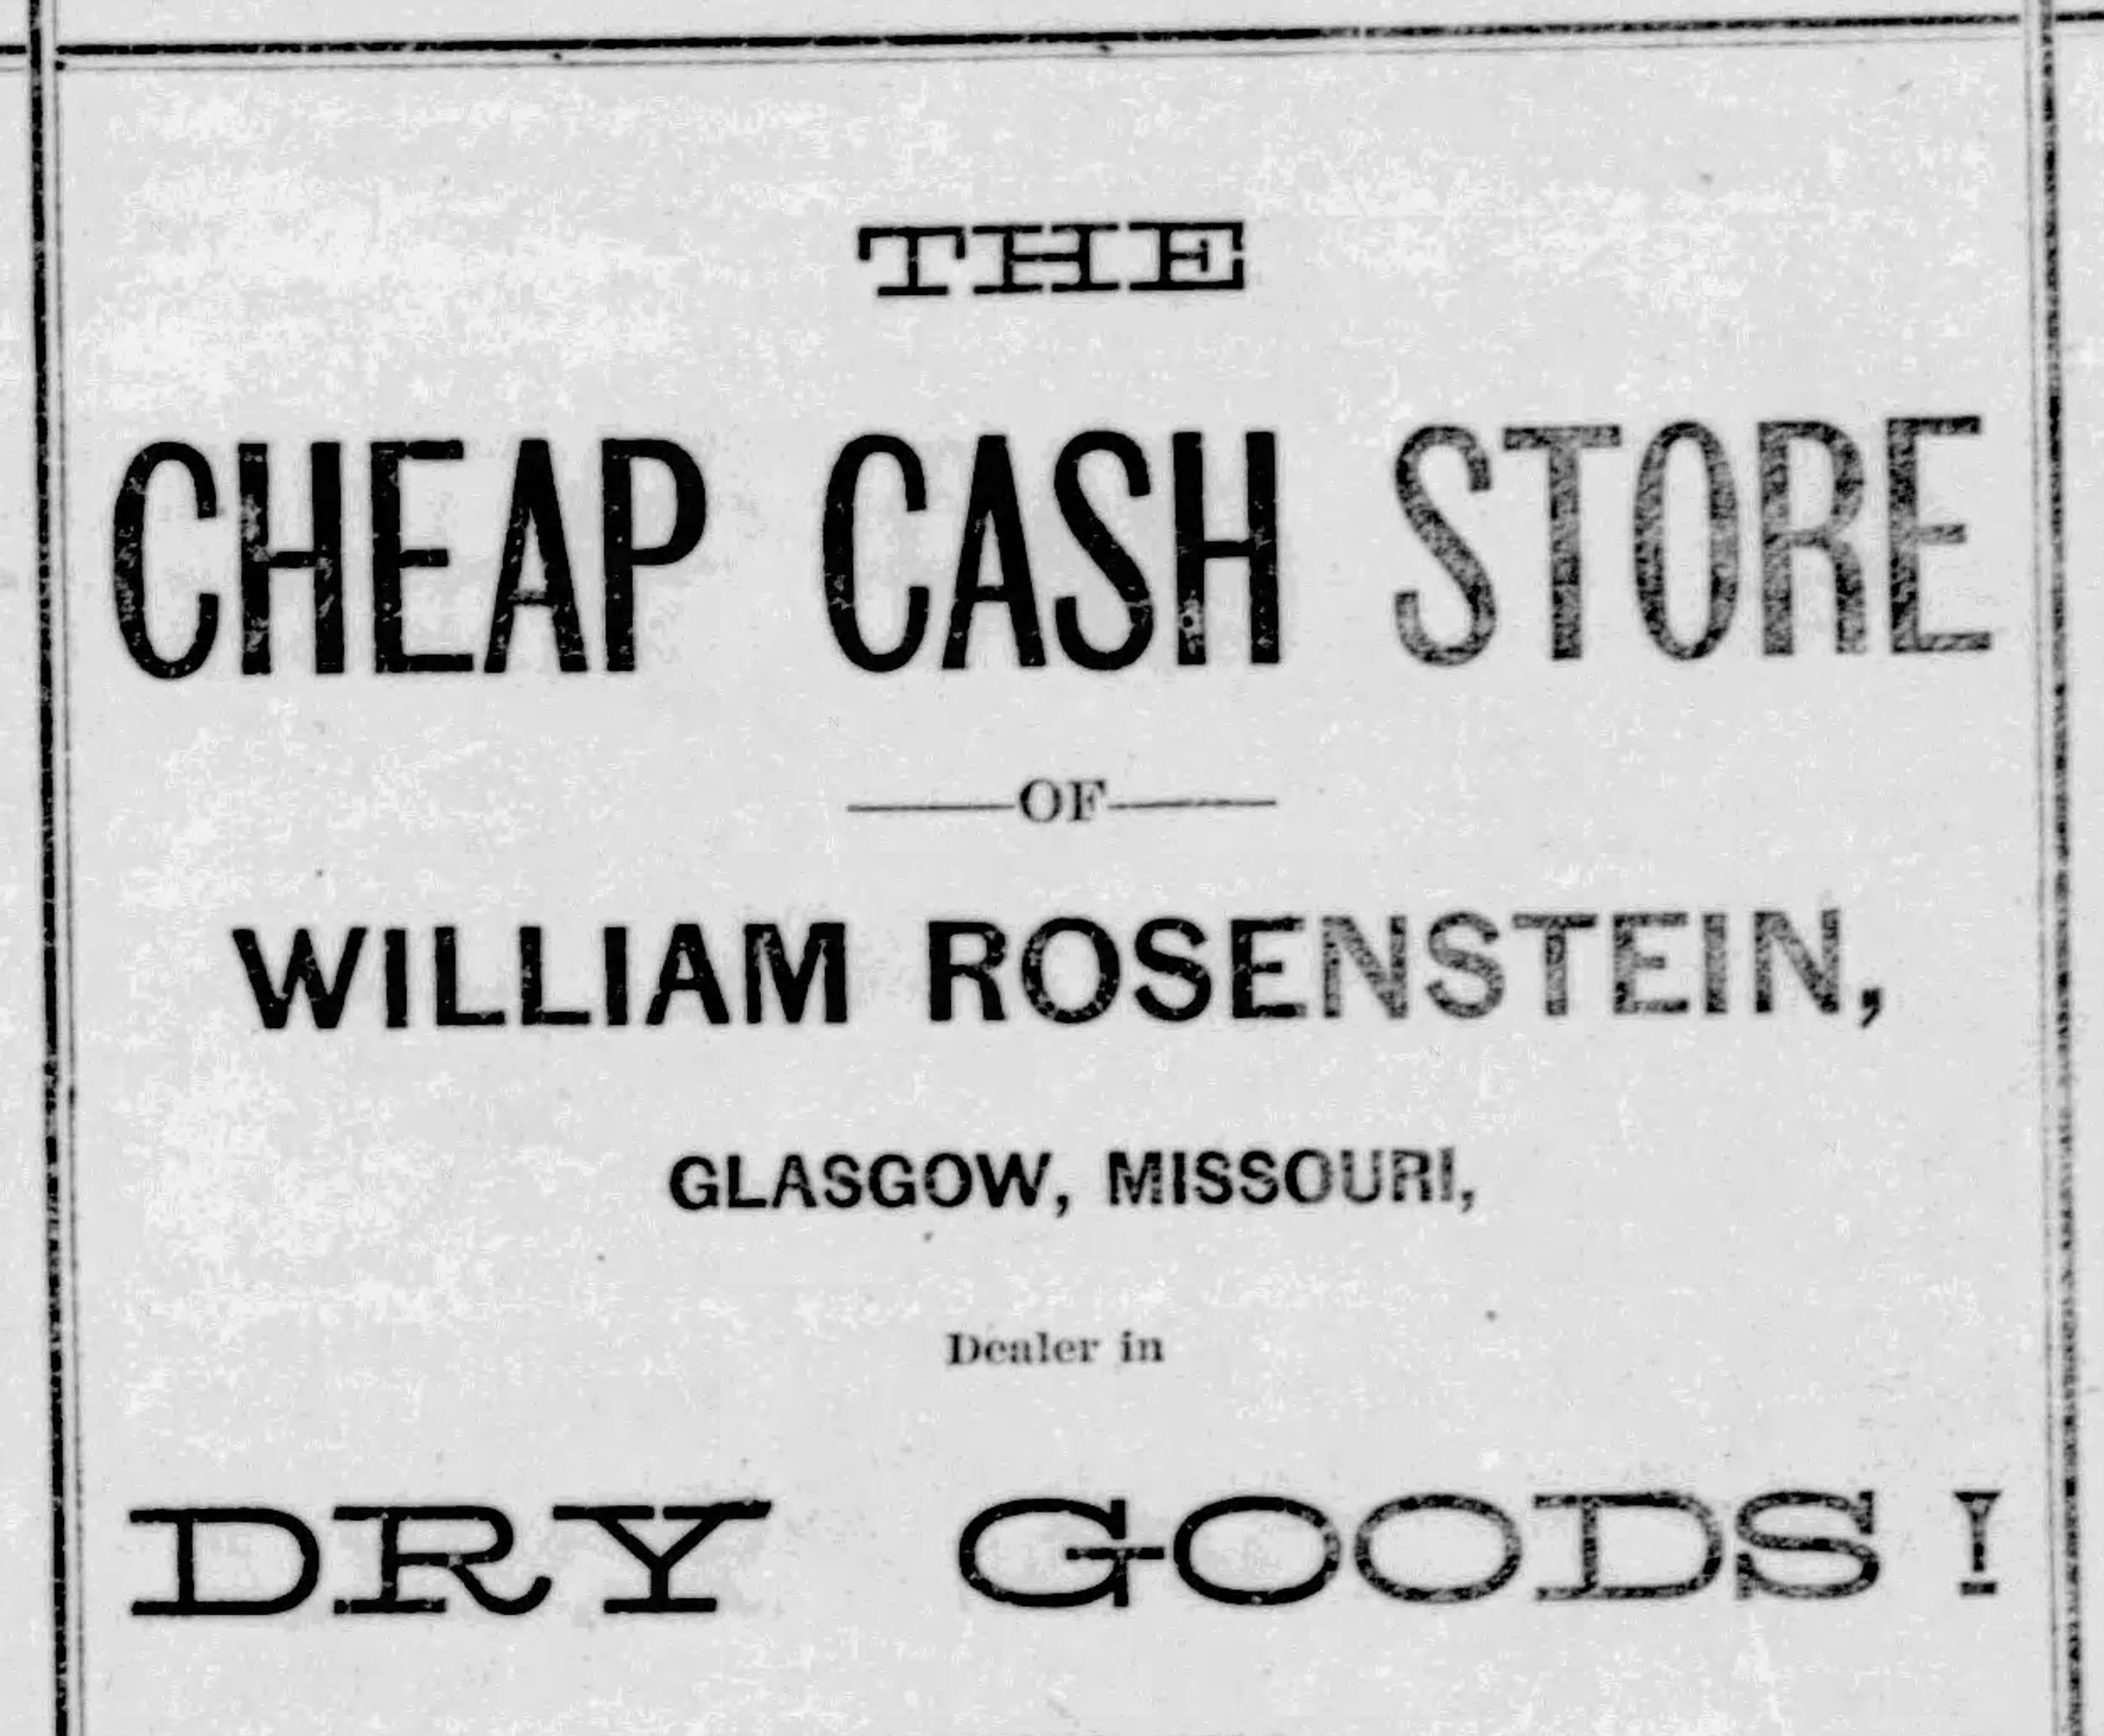 THE
CHEAP CASH STORE
OF
WILLIAM ROSENSTEIN,
GLASGOW, MISSOURI,
Dealer in
DRY GOODS!